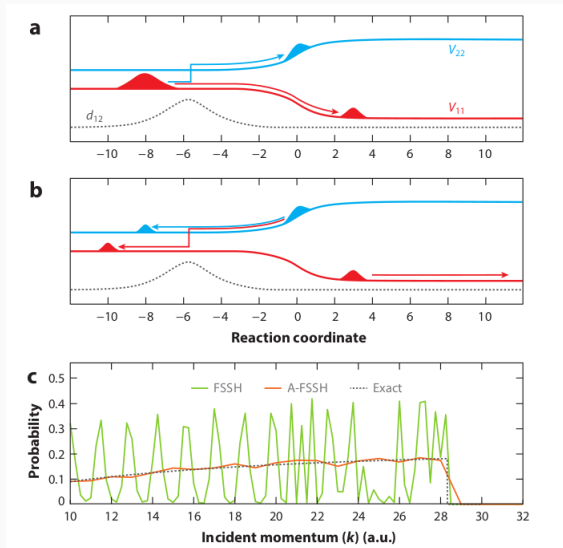 a
V22
V11
d12
−10 −8 −6 −4 −2 0 2 4 6 8 10
b
−10 −8 −6 −4 −2 0 2 4 6 8 10
Reaction coordinate
c
FSSH A-FSSH Exact
0.5
0.4
0.3
0.2
0.1
0
Probability
10 12 14 16 18 20 22 24 26 28 30 32
Incident momentum (k) (a.u.)